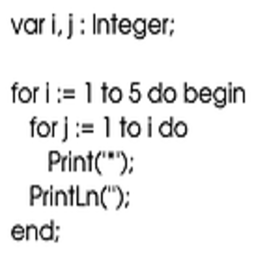 var i, j : Integer;
for i := 1 to 5 do begin
for j := 1 to i do
Print('*');
PrintLn('');
end;